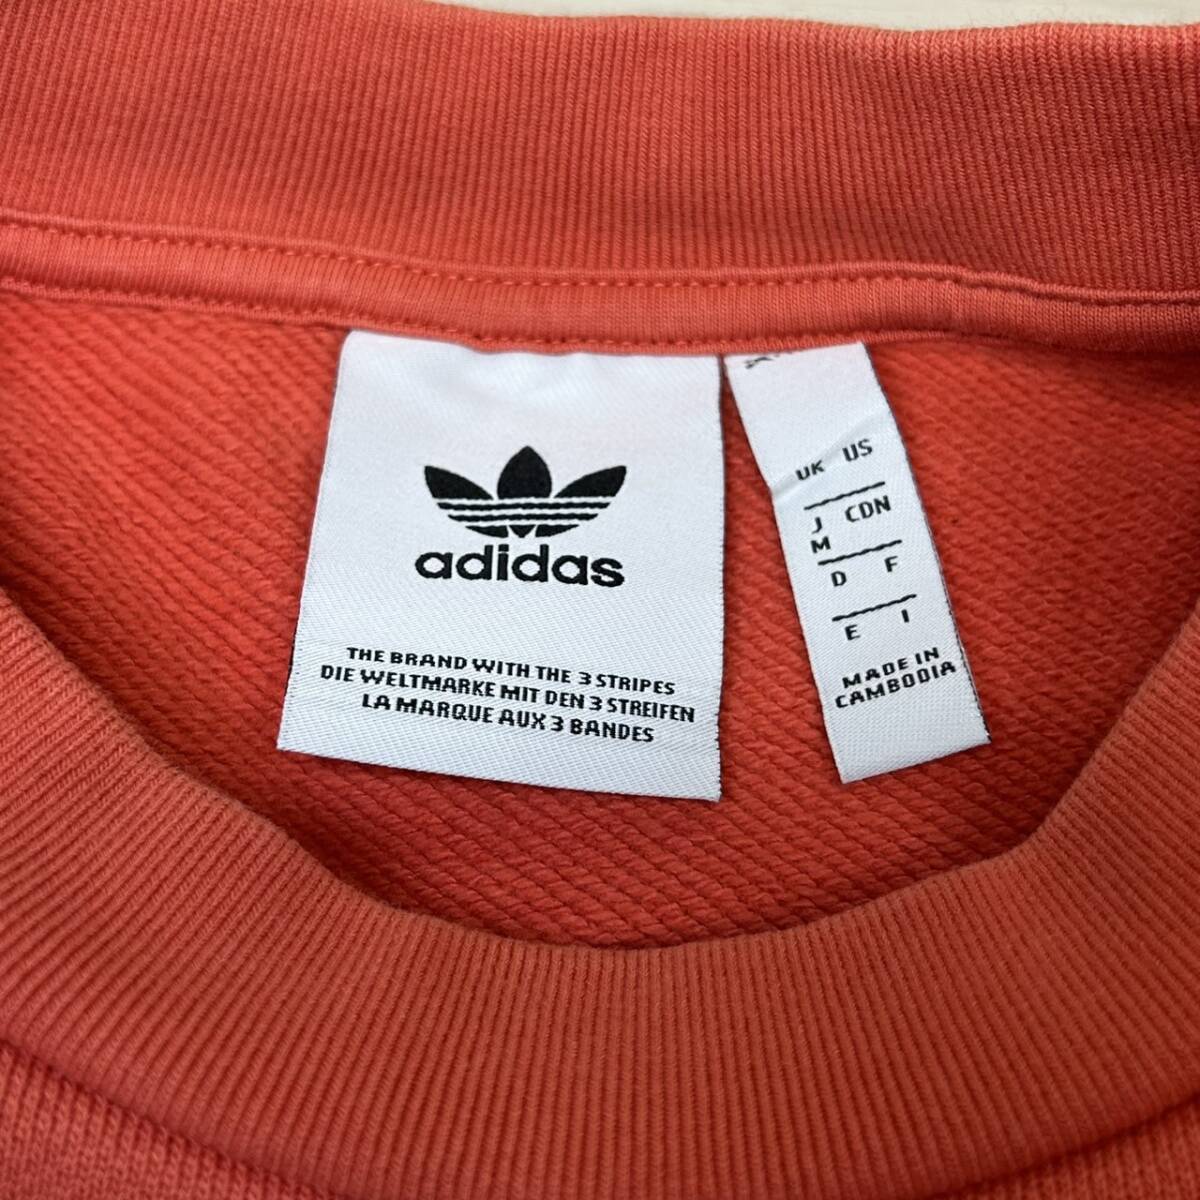 adidas
THE BRAND WITH THE 3 STRIPES
DIE WELTMARKE MIT DEN 3 STREIFEN
LA MARQUE AUX 3 BANDES
UK US
J CDN
M
D F
E I
MADE IN
CAMBODIA